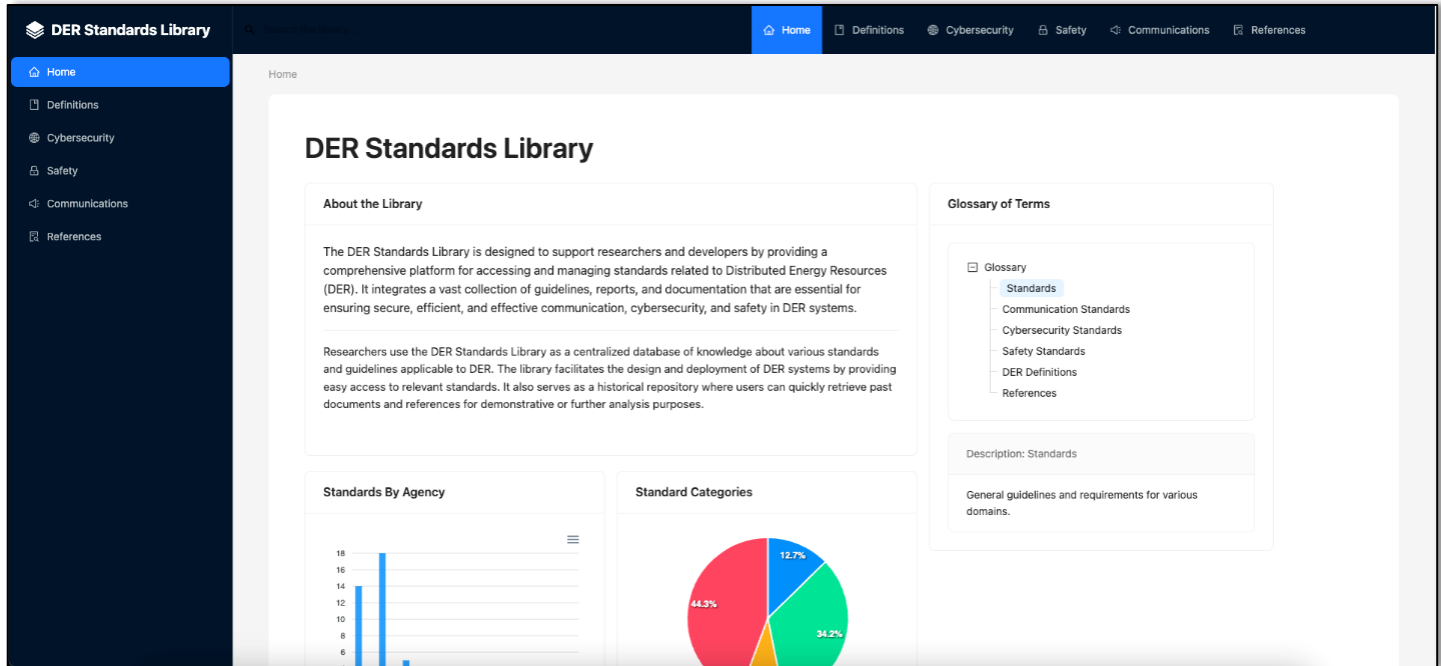 DER Standards Library
Home
Definitions
Cybersecurity
Safety
Communications
References
Home
Definitions
Cybersecurity
Safety
Communications
References
Home
DER Standards Library
About the Library
The DER Standards Library is designed to support researchers and developers by providing a
comprehensive platform for accessing and managing standards related to Distributed Energy Resources
(DER). It integrates a vast collection of guidelines, reports, and documentation that are essential for
ensuring secure, efficient, and effective communication, cybersecurity, and safety in DER systems.
Researchers use the DER Standards Library as a centralized database of knowledge about various standards
and guidelines applicable to DER. The library facilitates the design and deployment of DER systems by providing
easy access to relevant standards. It also serves as a historical repository where users can quickly retrieve past
documents and references for demonstrative or further analysis purposes.
Glossary of Terms
Glossary
Standards
Communication Standards
Cybersecurity Standards
Safety Standards
DER Definitions
References
Description: Standards
General guidelines and requirements for various
domains.
Standards By Agency
18
16
14
12
10
8
6
Standard Categories
12.7%
44.3%
34.2%